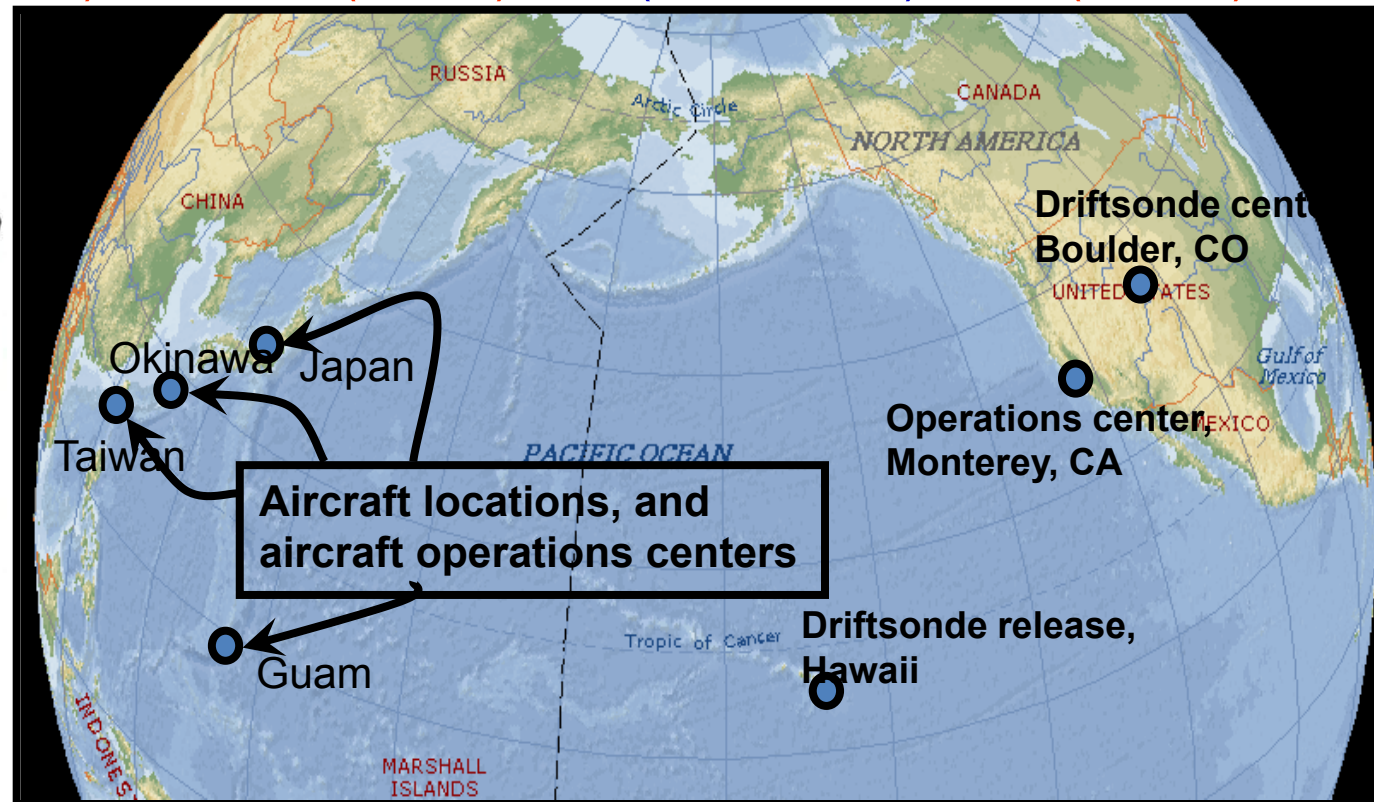 RUSSIA
Arctic Circle
CANADA
NORTH AMERICA
CHINA
Driftsonde cente
Boulder, CO
UNITED STATES
Okinawa
Japan
Gulf of
Mexico
Taiwan
Operations center,
MEXICO
Monterey, CA
PACIFIC OCEAN
Aircraft locations, and
aircraft operations centers
Tropic of Cancer
Driftsonde release,
Hawaii
Guam
INDONES
MARSHALL
ISLANDS